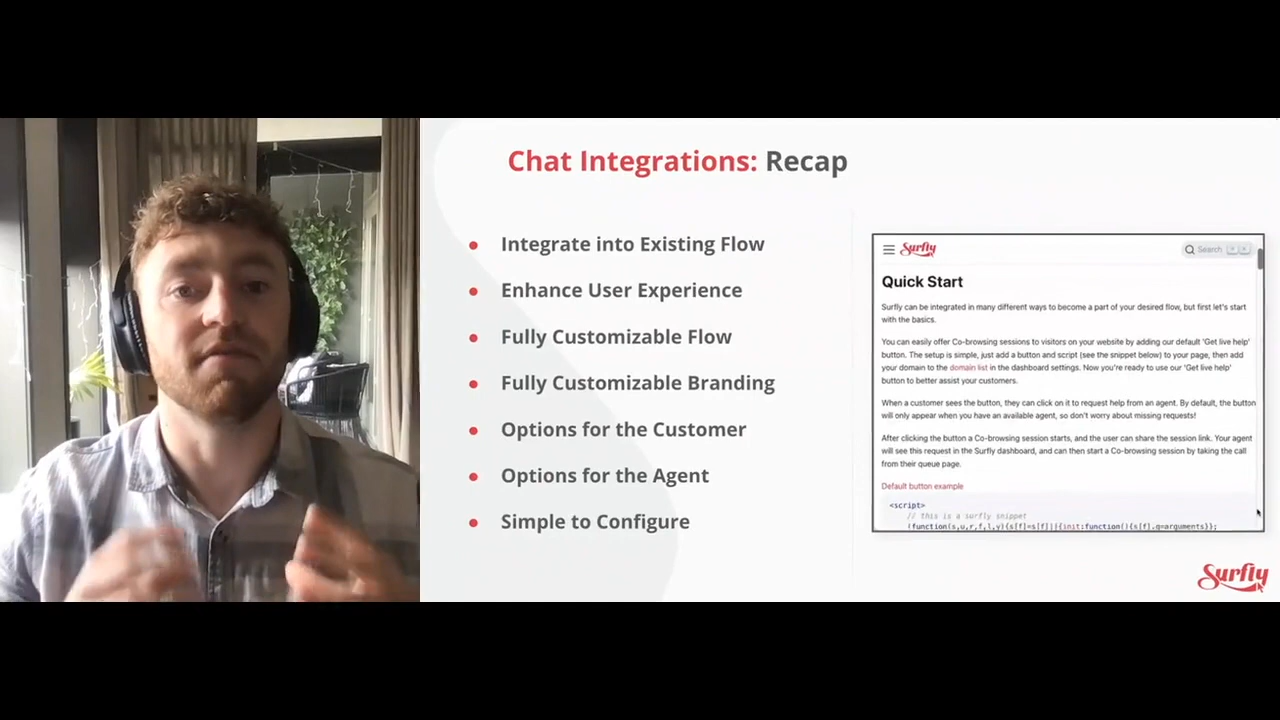 Chat Integrations: Recap
Integrate into Existing Flow
Enhance User Experience
Fully Customizable Flow
Fully Customizable Branding
Options for the Customer
Options for the Agent
Simple to Configure
Surfly
Search
Quick Start
Surfly can be integrated in many different ways to become a part of your desired flow, but first let's start
with the basics.
You can easily offer Co-browsing sessions to visitors on your website by adding our default 'Get live help'
button. The setup is simple, just add a button and script (see the snippet below) to your page, then add
your domain to the domain list in the dashboard settings. Now you're ready to use our 'Get live help'
button to better assist your customers.
When a customer sees the button, they can click on it to request help from an agent. By default, the button
will only appear when you have an available agent, so don't worry about missing requests!
After clicking the button a Co-browsing session starts, and the user can share the session link. Your agent
will see this request in the Surfly dashboard, and can then start a Co-browsing session by taking the call
from their queue page.
Default button example
<script>
// this is a surfly snippet
(function(s,u,r,f,l,y){s[f]=s[f]||{init:function(){s[f].q=arguments}};
Surfly